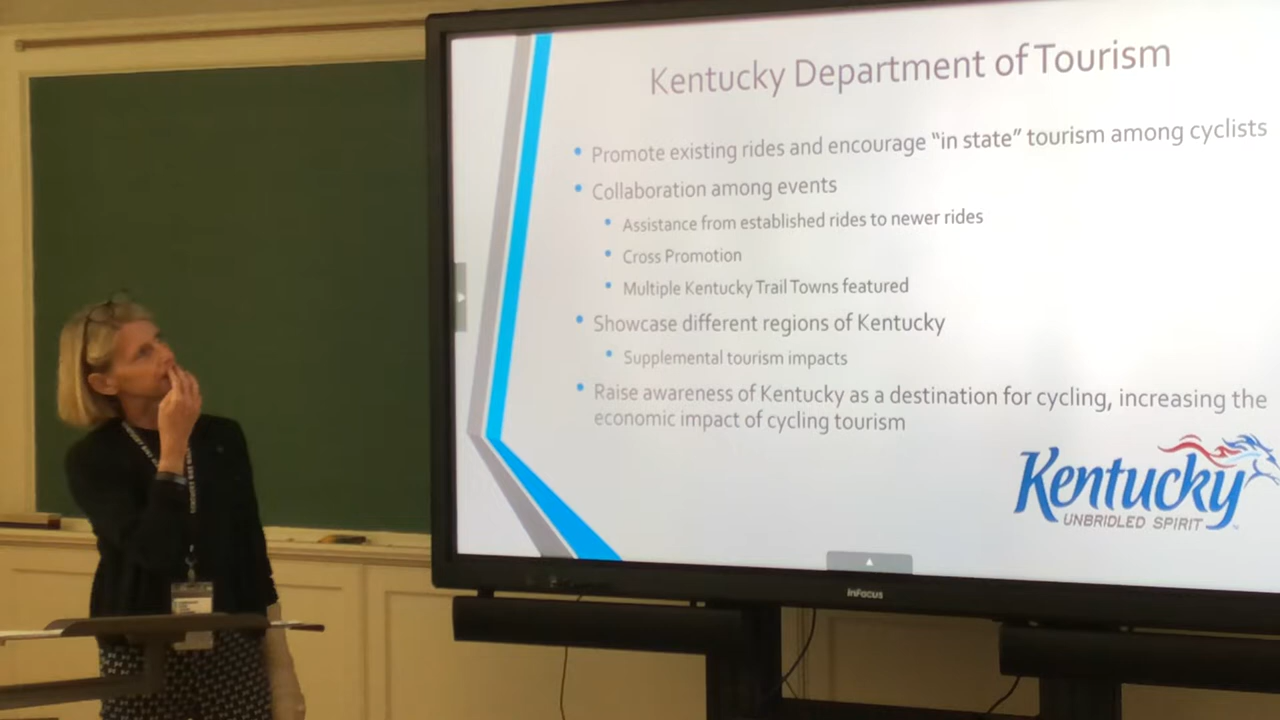 Kentucky Department of Tourism
Promote existing rides and encourage “in state” tourism among cyclists
Collaboration among events
Assistance from established rides to newer rides
Cross Promotion
Multiple Kentucky Trail Towns featured
Showcase different regions of Kentucky
Supplemental tourism impacts
Raise awareness of Kentucky as a destination for cycling, increasing the
economic impact of cycling tourism
Kentucky
UNBRIDLED SPIRIT
InFocus